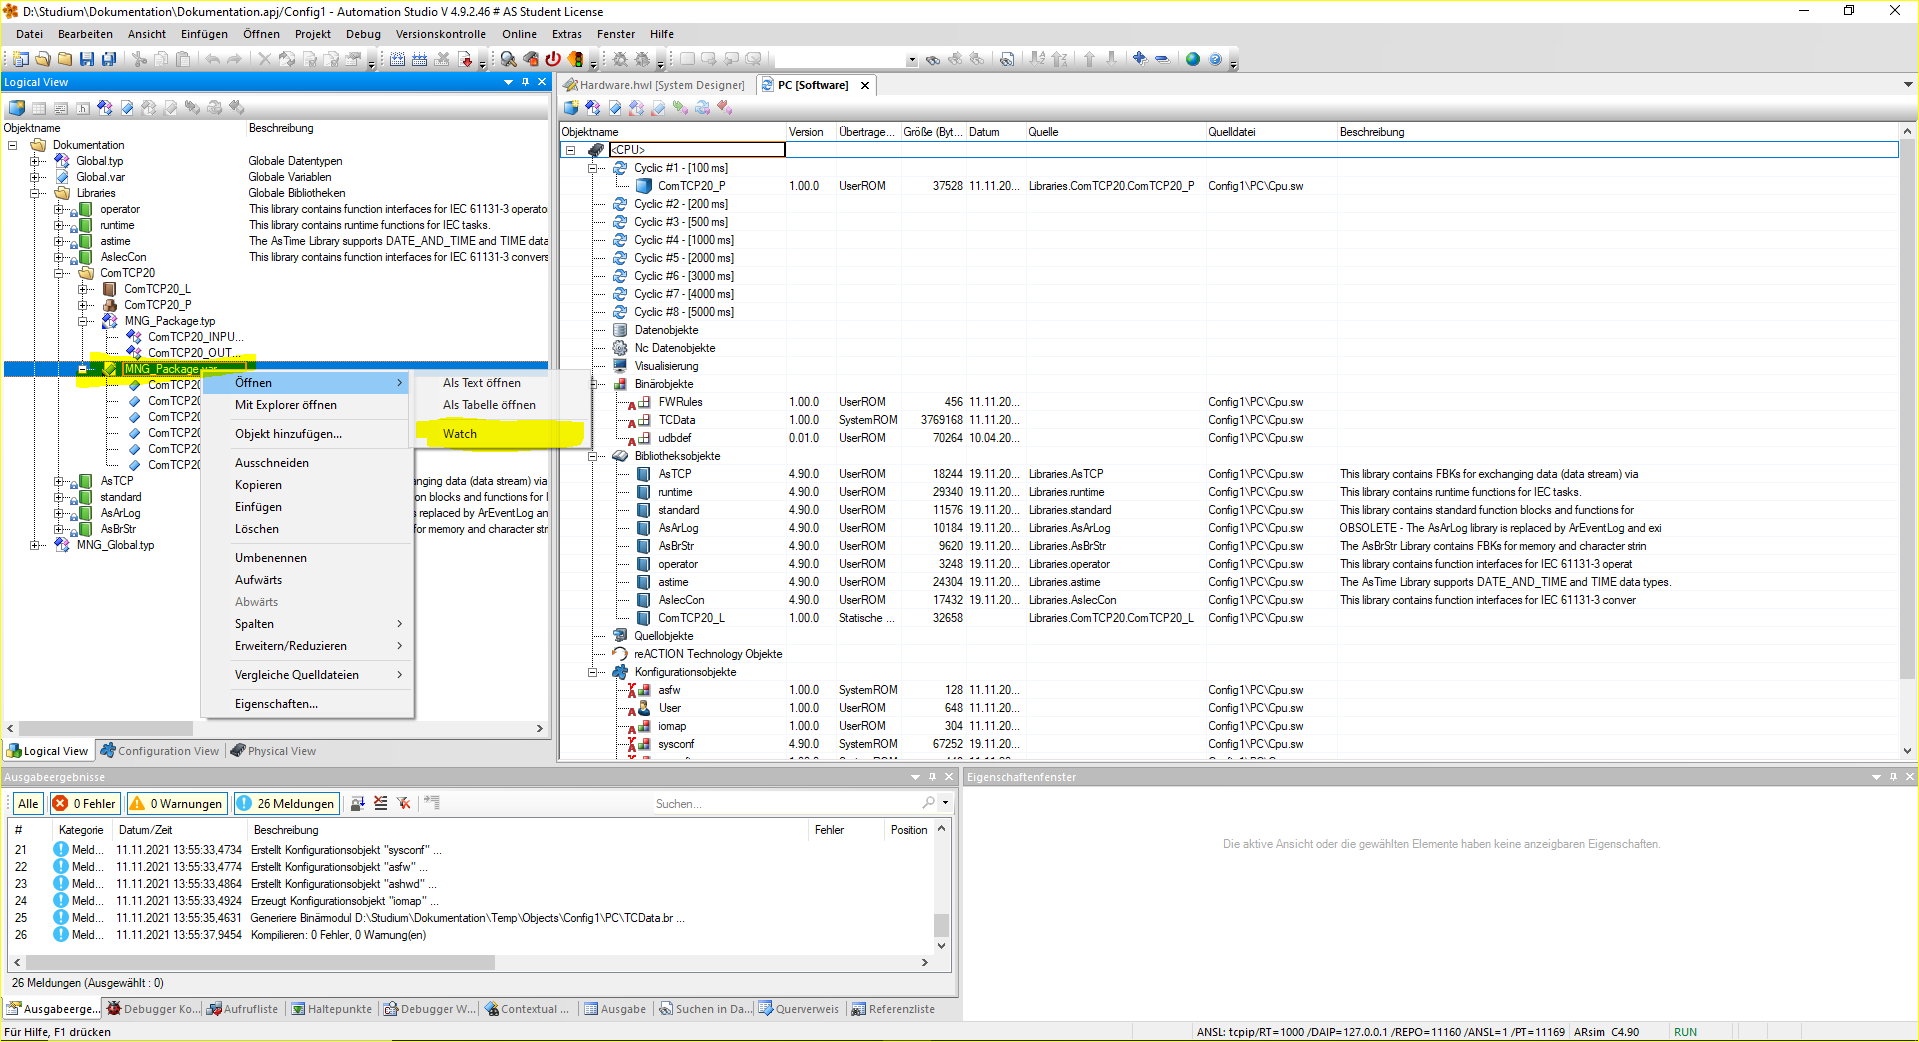 D:\Studium\Dokumentation\Dokumentation.apj/Config1 - Automation Studio V 4.9.2.46 # AS Student License
Datei Bearbeiten Ansicht Einfügen Öffnen Projekt Debug Versionskontrolle Online Extras Fenster Hilfe
Logical View
Objektname Beschreibung
Dokumentation
Global.typ Globale Datentypen
Global.var Globale Variablen
Libraries Globale Bibliotheken
operator This library contains function interfaces for IEC 61131-3 operato
runtime This library contains runtime functions for IEC tasks.
astime The AsTime Library supports DATE_AND_TIME and TIME data
AsIecCon This library contains function interfaces for IEC 61131-3 convers
ComTCP20
ComTCP20_L
ComTCP20_P
MNG_Package.typ
ComTCP20_INPU...
ComTCP20_OUT...
MNG_Package.var
ComTCP20
ComTCP20
ComTCP20
ComTCP20
ComTCP20
ComTCP20
AsTCP anging data (data stream) via
standard on blocks and functions for I
AsArLog s replaced by ArEventLog and
AsBrStr for memory and character strin
MNG_Global.typ
Öffnen
Mit Explorer öffnen
Objekt hinzufügen...
Ausschneiden
Kopieren
Einfügen
Löschen
Umbenennen
Aufwärts
Abwärts
Spalten
Erweitern/Reduzieren
Vergleiche Quelldateien
Eigenschaften...
Als Text öffnen
Als Tabelle öffnen
Watch
Logical View Configuration View Physical View
Hardware.hwl [System Designer] PC [Software]
Objektname Version Übertrage... Größe (Byt... Datum Quelle Quelldatei Beschreibung
<CPU>
Cyclic #1 - [100 ms]
ComTCP20_P 1.00.0 UserROM 37528 11.11.20... Libraries.ComTCP20.ComTCP20_P Config1\PC\Cpu.sw
Cyclic #2 - [200 ms]
Cyclic #3 - [500 ms]
Cyclic #4 - [1000 ms]
Cyclic #5 - [2000 ms]
Cyclic #6 - [3000 ms]
Cyclic #7 - [4000 ms]
Cyclic #8 - [5000 ms]
Datenobjekte
Nc Datenobjekte
Visualisierung
Binärobjekte
FWRules 1.00.0 UserROM 456 11.11.20... Config1\PC\Cpu.sw
TCData 1.00.0 SystemROM 3769168 11.11.20... Config1\PC\Cpu.sw
udbdef 0.01.0 UserROM 70264 10.04.20... Config1\PC\Cpu.sw
Bibliotheksobjekte
AsTCP 4.90.0 UserROM 18244 19.11.20... Libraries.AsTCP Config1\PC\Cpu.sw This library contains FBKs for exchanging data (data stream) via
runtime 4.90.0 UserROM 29340 19.11.20... Libraries.runtime Config1\PC\Cpu.sw This library contains runtime functions for IEC tasks.
standard 4.90.0 UserROM 11576 19.11.20... Libraries.standard Config1\PC\Cpu.sw This library contains standard function blocks and functions for
AsArLog 4.90.0 UserROM 10184 19.11.20... Libraries.AsArLog Config1\PC\Cpu.sw OBSOLETE - The AsArLog library is replaced by ArEventLog and exi
AsBrStr 4.90.0 UserROM 9620 19.11.20... Libraries.AsBrStr Config1\PC\Cpu.sw The AsBrStr Library contains FBKs for memory and character strin
operator 4.90.0 UserROM 3248 19.11.20... Libraries.operator Config1\PC\Cpu.sw This library contains function interfaces for IEC 61131-3 operat
astime 4.90.0 UserROM 24304 19.11.20... Libraries.astime Config1\PC\Cpu.sw The AsTime Library supports DATE_AND_TIME and TIME data types.
AsIecCon 4.90.0 UserROM 17432 19.11.20... Libraries.AsIecCon Config1\PC\Cpu.sw This library contains function interfaces for IEC 61131-3 conver
ComTCP20_L 1.00.0 Statische ... 32658 Libraries.ComTCP20.ComTCP20_L Config1\PC\Cpu.sw
Quellobjekte
reACTION Technology Objekte
Konfigurationsobjekte
asfw 1.00.0 SystemROM 128 11.11.20... Config1\PC\Cpu.sw
User 1.00.0 UserROM 648 11.11.20... Config1\PC\Cpu.sw
iomap 1.00.0 UserROM 304 11.11.20... Config1\PC\Cpu.sw
sysconf 4.90.0 SystemROM 67252 19.11.20... Config1\PC\Cpu.sw
Ausgabeergebnisse
Alle 0 Fehler 0 Warnungen 26 Meldungen Suchen...
# Kategorie Datum/Zeit Beschreibung Fehler Position
21 Meld... 11.11.2021 13:55:33,4734 Erstellt Konfigurationsobjekt "sysconf" ...
22 Meld... 11.11.2021 13:55:33,4774 Erstellt Konfigurationsobjekt "asfw" ...
23 Meld... 11.11.2021 13:55:33,4864 Erstellt Konfigurationsobjekt "ashwd" ...
24 Meld... 11.11.2021 13:55:33,4924 Erzeugt Konfigurationsobjekt "iomap" ...
25 Meld... 11.11.2021 13:55:35,4631 Generiere Binämodul D:\Studium\Dokumentation\Temp\Objects\Config1\PC\TCData.br ...
26 Meld... 11.11.2021 13:55:37,9454 Kompilieren: 0 Fehler, 0 Warnung(en)
26 Meldungen (Ausgewählt : 0)
Ausgabeerge... Debugger Ko... Aufrufliste Haltepunkte Debugger W... Contextual ... Ausgabe Suchen in Da... Querverweis Referenzliste
Eigenschaftenfenster
Die aktive Ansicht oder die gewählten Elemente haben keine anzeigbaren Eigenschaften.
Für Hilfe, F1 drücken ANSL: tcpip/RT=1000 /DAIP=127.0.0.1 /REPO=11160 /ANSL=1 /PT=11169 ARsim C4.90 RUN